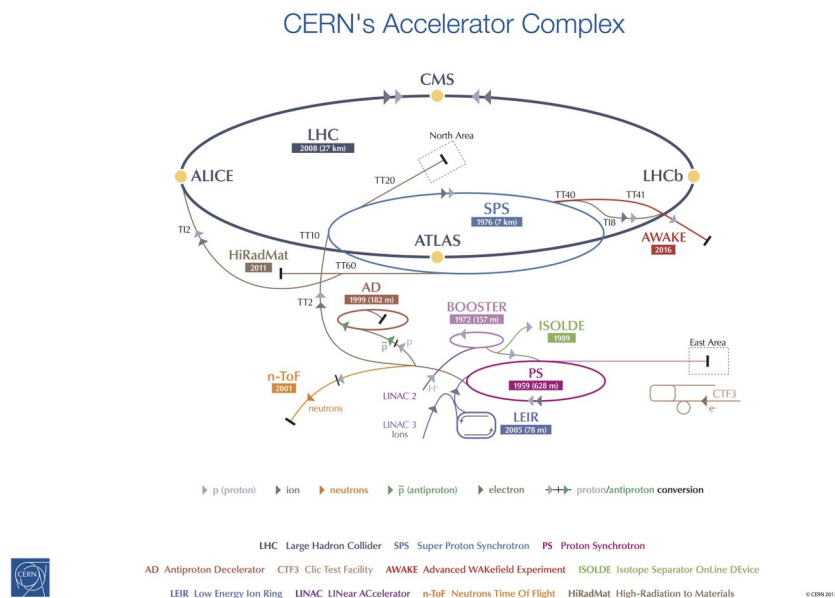 CERN's Accelerator Complex
CMS
LHC
2008 (27 km)
North Area
ALICE
LHCb
TT20
TT40
TT41
SPS
1976 (7 km)
TI8
TI2
TT10
ATLAS
AWAKE
2016
HiRadMat
2011
TT60
AD
1999 (182 m)
TT2
BOOSTER
1972 (157 m)
ISOLDE
1989
p
p̅
East Area
n-ToF
2001
PS
1959 (628 m)
neutrons
LINAC 2
CTF3
e-
LINAC 3
Ions
LEIR
2005 (78 m)
p (proton)
ion
neutrons
p̅ (antiproton)
electron
proton/antiproton conversion
LHC Large Hadron Collider SPS Super Proton Synchrotron PS Proton Synchrotron
AD Antiproton Decelerator CTF3 Clic Test Facility AWAKE Advanced WAKefield Experiment ISOLDE Isotope Separator OnLine DEvice
LEIR Low Energy Ion Ring LINAC LINear ACcelerator n-ToF Neutrons Time Of Flight HiRadMat High-Radiation to Materials
CERN